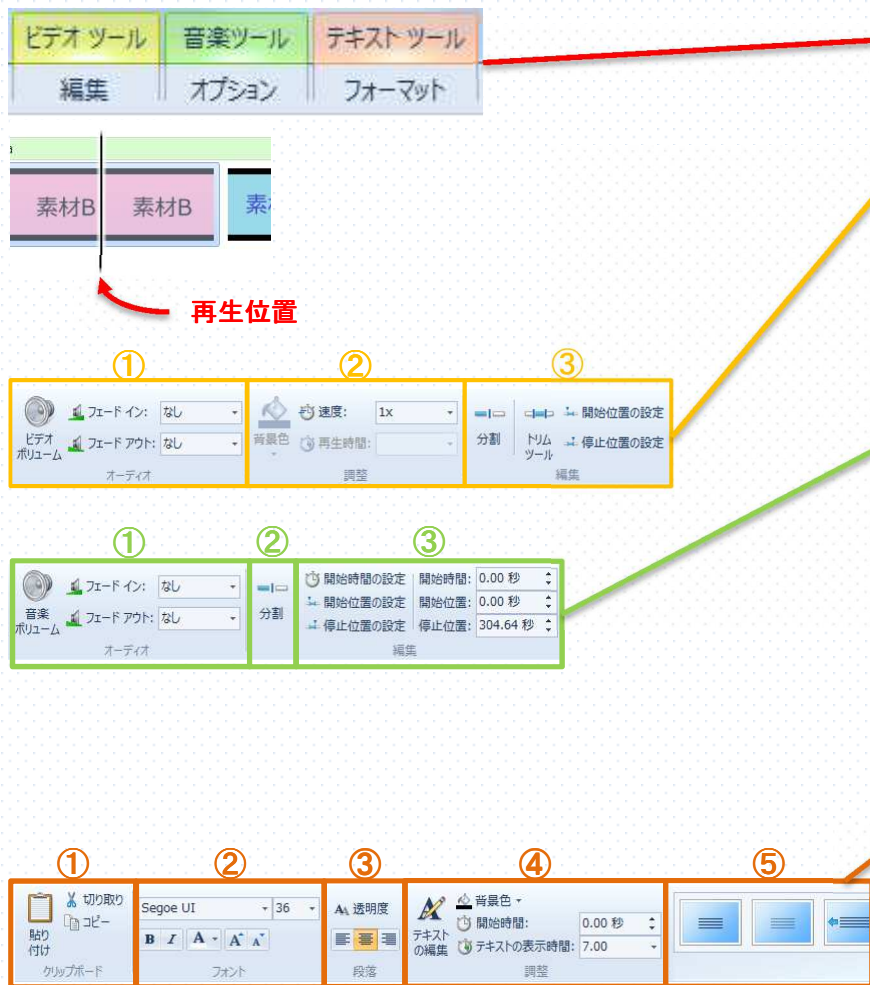 ビデオ ツール 音楽ツール テキスト ツール
編集 オプション フォーマット
a
素材B 素材B 素
再生位置
① ② ③
フェード イン: なし
ビデオ
ボリューム
フェード アウト: なし
オーディオ
背景色
速度: 1x
再生時間:
調整
分割
トリム
ツール
開始位置の設定
停止位置の設定
編集
① ② ③
フェード イン: なし
音楽
ボリューム
フェード アウト: なし
オーディオ
分割
開始時間の設定 開始時間: 0.00 秒
開始位置の設定 開始位置: 0.00 秒
停止位置の設定 停止位置: 304.64 秒
編集
① ② ③ ④ ⑤
貼り
付け
切り取り
コピー
クリップボード
Segoe UI 36
B I A A A
フォント
AA 透明度
段落
テキスト
の編集
背景色
開始時間: 0.00 秒
テキストの表示時間: 7.00
調整